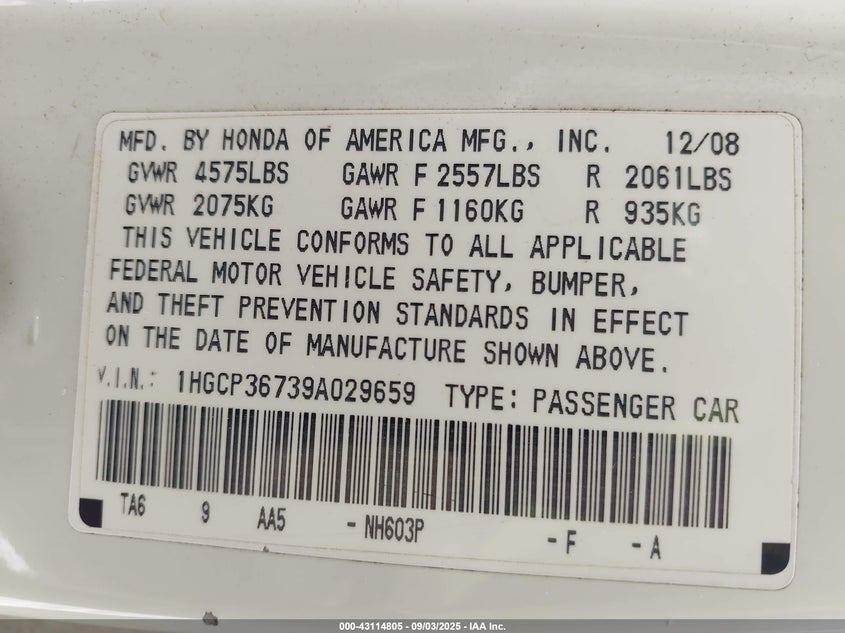 MFD. BY HONDA OF AMERICA MFG., INC. 12/08
GVWR 4575LBS GAWR F 2557LBS R 2061LBS
GVWR 2075KG GAWR F 1160KG R 935KG
THIS VEHICLE CONFORMS TO ALL APPLICABLE
FEDERAL MOTOR VEHICLE SAFETY, BUMPER,
AND THEFT PREVENTION STANDARDS IN EFFECT
ON THE DATE OF MANUFACTURE SHOWN ABOVE.
V.I.N.: 1HGCP36739A029659 TYPE: PASSENGER CAR
TA6 9 AA5 - NH603P - F - A
000-43114805 - 09/03/2025 - IAA Inc.